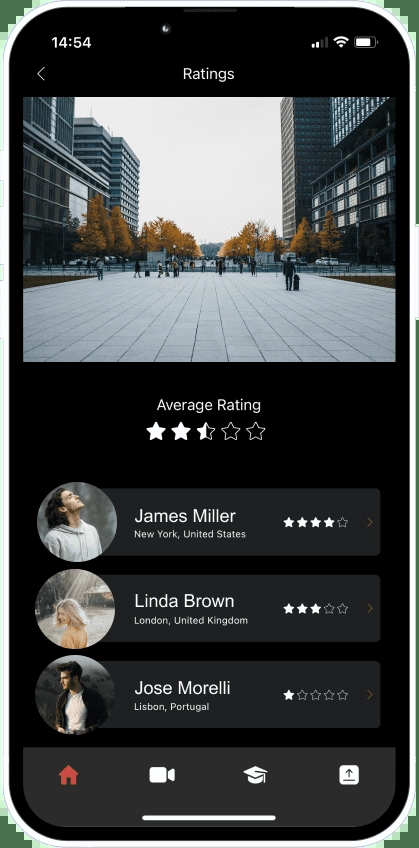 14:54
Ratings
Average Rating
James Miller
New York, United States
Linda Brown
London, United Kingdom
Jose Morelli
Lisbon, Portugal